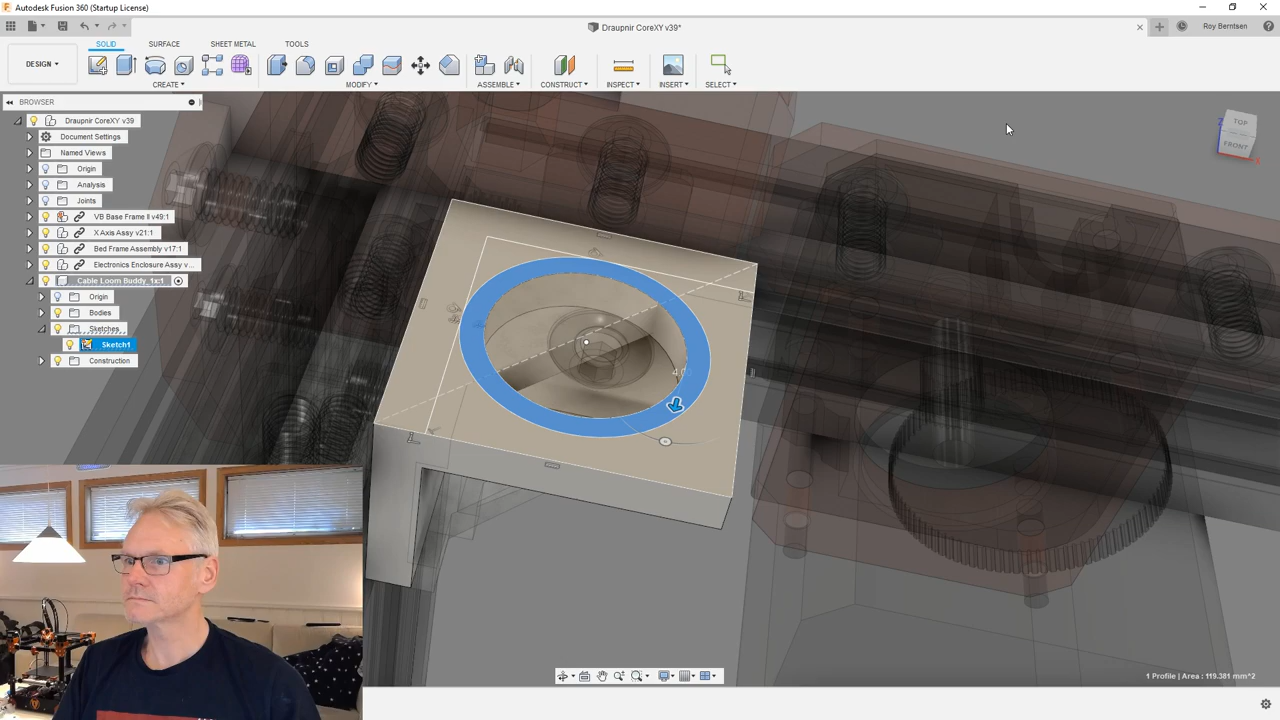 Autodesk Fusion 360 (Startup License)
Draupnir CoreXY v39*
Roy Berntsen
DESIGN
SOLID SURFACE SHEET METAL TOOLS
CREATE MODIFY ASSEMBLE CONSTRUCT INSPECT INSERT SELECT
BROWSER
Draupnir CoreXY v39
Document Settings
Named Views
Origin
Analysis
Joints
VB Base Frame II v49:1
X Axis Assy v21:1
Bed Frame Assembly v17:1
Electronics Enclosure Assy v...
Cable Loom Buddy_1
Origin
Bodies
Sketches
Sketch1
Construction
TOP
FRONT
Z
X
1 Profile | Area : 119.381 mm^2